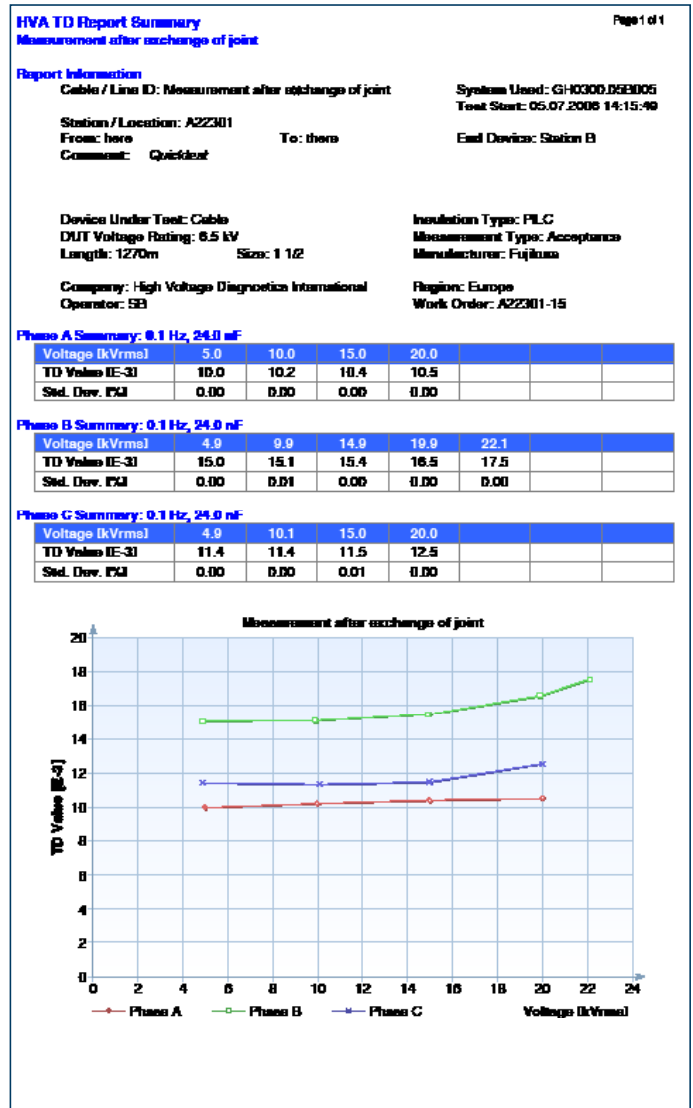 HVA TD Report Summary
Page 1 of 1
Measurement after exchange of joint
Report Information
Cable / Line ID: Measurement after exchange of joint
System Used: GH0300.05B005
Test Start: 05.07.2006 14:15:49
Station / Location: A22301
From: here To: there End Device: Station B
Comment: Quicktest
Device Under Test: Cable Insulation Type: PILC
DUT Voltage Rating: 6.5 kV Measurement Type: Acceptance
Length: 1270m Size: 1 1/2 Manufacturer: Fujikura
Company: High Voltage Diagnostics International Region: Europe
Operator: SB Work Order: A22301-15
Phase A Summary: 0.1 Hz, 24.0 nF
Voltage [kVrms] 5.0 10.0 15.0 20.0
TD Value [E-3] 10.0 10.2 10.4 10.5
Std. Dev. [%] 0.00 0.00 0.00 0.00
Phase B Summary: 0.1 Hz, 24.0 nF
Voltage [kVrms] 4.9 9.9 14.9 19.9 22.1
TD Value [E-3] 15.0 15.1 15.4 16.5 17.5
Std. Dev. [%] 0.00 0.01 0.00 0.00 0.00
Phase C Summary: 0.1 Hz, 24.0 nF
Voltage [kVrms] 4.9 10.1 15.0 20.0
TD Value [E-3] 11.4 11.4 11.5 12.5
Std. Dev. [%] 0.00 0.00 0.01 0.00
Measurement after exchange of joint
20
18
16
14
12
10
8
6
4
2
0
TD Value [E-3]
0 2 4 6 8 10 12 14 16 18 20 22 24
Phase A Phase B Phase C Voltage [kVrms]